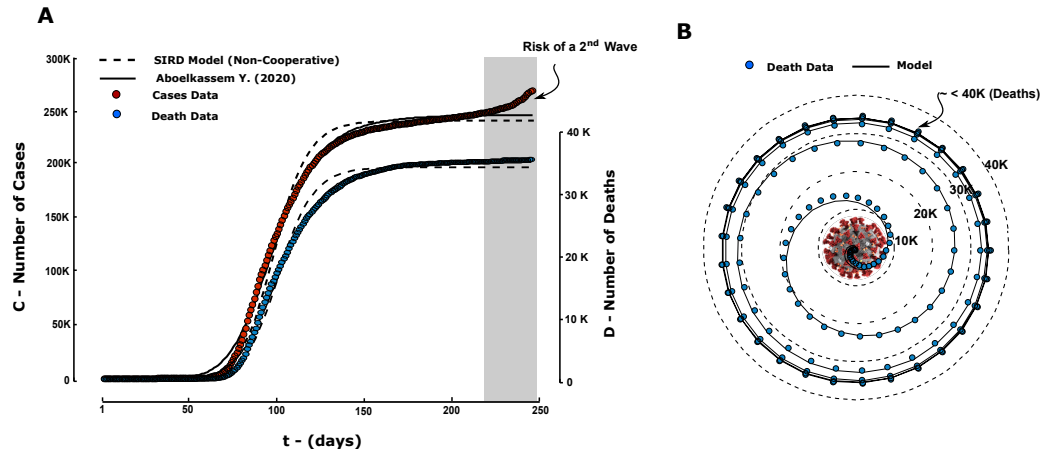 A
300K
250K
200K
150K
100K
50K
0
C - Number of Cases
SIRD Model (Non-Cooperative)
Aboelkassem Y. (2020)
Cases Data
Death Data
Risk of a 2nd Wave
40 K
30 K
20 K
10 K
0
D - Number of Deaths
1
50
100
150
200
250
t - (days)
B
Death Data
Model
~ < 40K (Deaths)
40K
30K
20K
10K